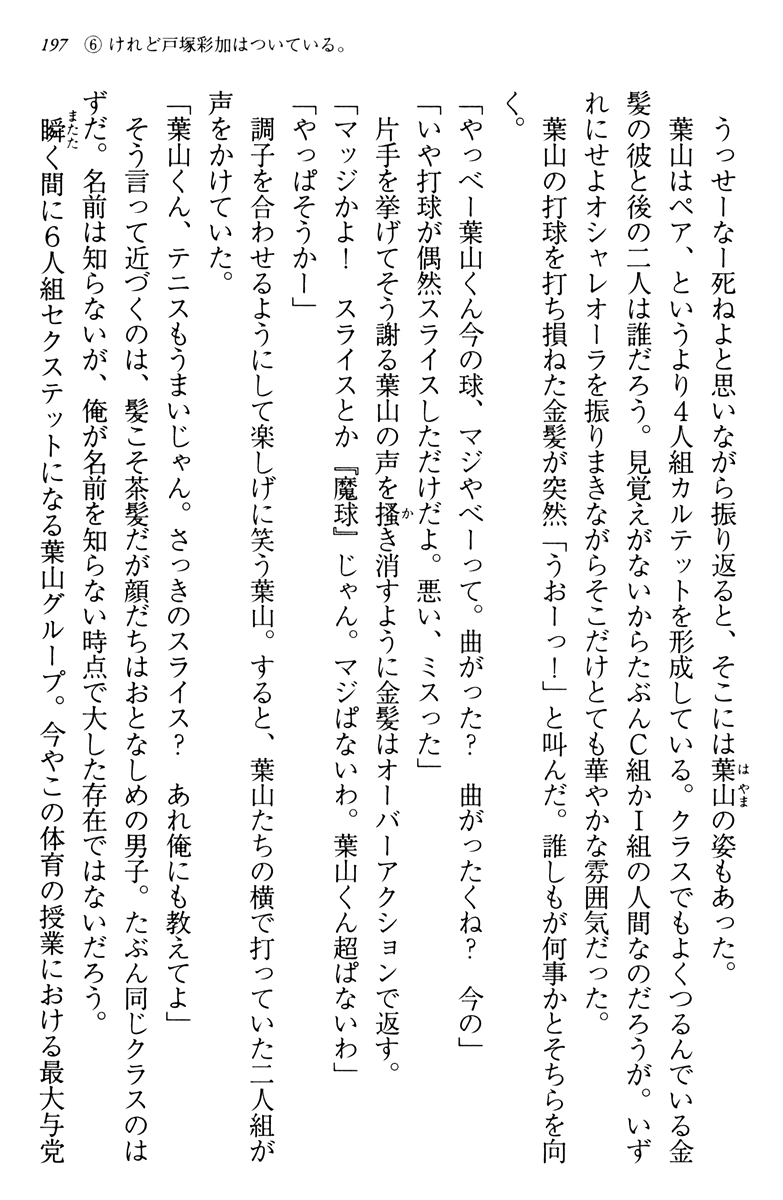 197 ⑥けれど戸塚彩加はついている。
うっせーなー死ねよと思いながら振り返ると、そこには葉山の姿もあった。
葉山はペア、というより4人組カルテットを形成している。クラスでもよくつるんでいる金
髪の彼と後の二人は誰だろう。見覚えがないからたぶんC組かI組の人間なのだろうが。いず
れにせよオシャレオーラを振りまきながらそこだけとても華やかな雰囲気だった。
葉山の打球を打ち損ねた金髪が突然「うおーっ!」と叫んだ。誰しもが何事かとそちらを向
く。
「やっべー葉山くん今の球、マジやべーって。曲がった? 曲がったくね? 今の」
「いや打球が偶然スライスしただけだよ。悪い、ミスった」
片手を挙げてそう謝る葉山の声を掻き消すように金髪はオーバーアクションで返す。
「マッジかよ! スライスとか『魔球』じゃん。マジぱないわ。葉山くん超ぱないわ」
「やっぱそうかー」
調子を合わせるようにして楽しげに笑う葉山。すると、葉山たちの横で打っていた二人組が
声をかけていた。
「葉山くん、テニスもうまいじゃん。さっきのスライス? あれ俺にも教えてよ」
そう言って近づくのは、髪こそ茶髪だが顔だちはおとなしめの男子。たぶん同じクラスのは
ずだ。名前は知らないが、俺が名前を知らない時点で大した存在ではないだろう。
瞬く間に6人組セクステットになる葉山グループ。今やこの体育の授業における最大与党